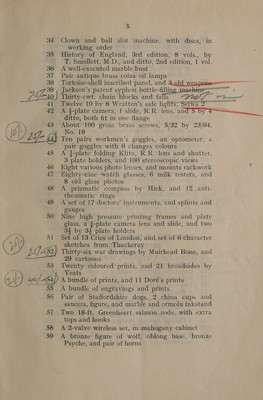 5
34 Clown and ball slot machine, with discs, in
working order
35 History of England, 3rd edition, 8 vols., by
T. Smollett, M.D., and ditto, 2nd edition, 1 vol.
36 A well-executed marble bust
37 Pair antique brass colza oil lamps
38 Tortoise-shell inscribed panel, and 3 old weapons
39 Jackson's patent syphon bottle-filling machine
40 Thirty-cwt. chain blocks and falls
41 Twelve 10 by 8 Wratten's safe lights, Series 2
42 A ½-plate camera, 1 slide, R.R. lens, and 5 by 4
ditto, both fit in one flange
43 About 100 gross brass screws, 5/32 by 23/64,
No. 18
44 Ten pairs workmen's goggles, an optometer, 4
pair goggles with 6 changes colours
45 A ¼-plate folding Klito, R.R. lens and shutter,
3 plate holders, and 100 stereoscopic views
46 Eight various photo lenses, and mounts rackwork
47 Eighty-nine watch glasses, 6 milk testers, and
8 old glass photos
48 A prismatic compass by Hick, and 12 anti-
rheumatic rings
49 A set of 17 doctors' instruments, and splints and
gauges
50 Nine high pressure printing frames and plate
glass, a ¼-plate camera lens and slide, and two
3¼ by 3¼ plate holders
51 Set of 13 Cries of London, and set of 6 character
sketches from Thackeray
52 Thirty-six war drawings by Muirhead Bone, and
29 cartoons
53 Twenty coloured prints, and 21 broadsides by
Yeats
54 A bundle of prints, and 11 Doré's prints
55 A bundle of engravings and prints
56 Pair of Staffordshire dogs, 2 china cups and
saucers, figure, and marble and ormolu inkstand
57 Two 18-ft. Greenheart salmon rods, with extra
tops and hooks
58 A 2-valve wireless set, in mahogany cabinet
59 A bronze figure of wolf, oblong base, bronze
Psyche, and pair of horns